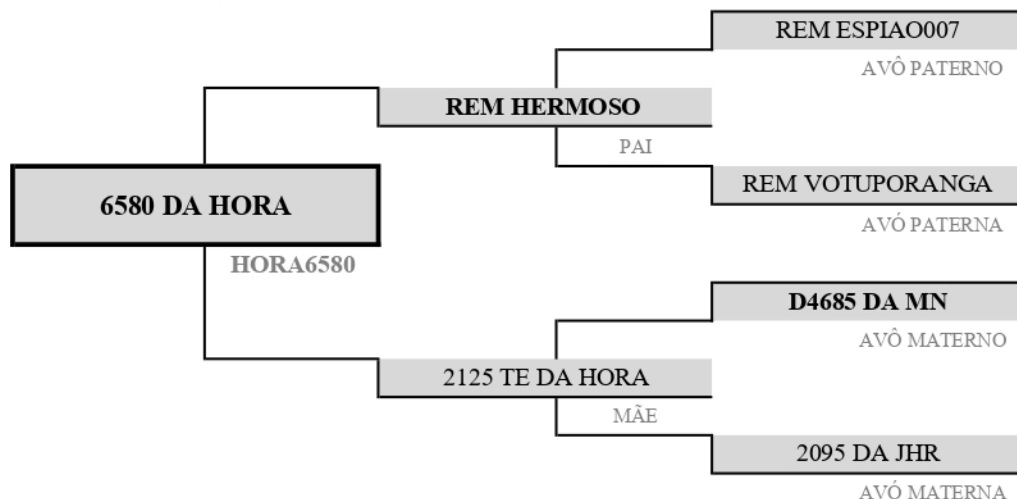 REM ESPIAO007
AVÔ PATERNO
REM HERMOSO
PAI
REM VOTUPORANGA
AVÓ PATERNA
6580 DA HORA
HORA6580
D4685 DA MN
AVÔ MATERNO
2125 TE DA HORA
MÃE
2095 DA JHR
AVÓ MATERNA